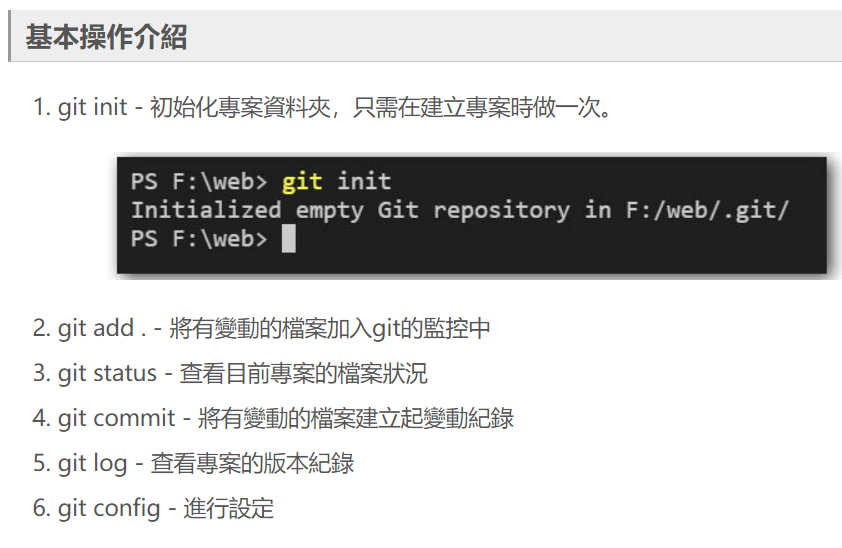 基本操作介紹
1. git init - 初始化專案資料夾，只需在建立專案時做一次。
PS F:\web> git init
Initialized empty Git repository in F:/web/.git/
PS F:\web>
2. git add . - 將有變動的檔案加入git的監控中
3. git status - 查看目前專案的檔案狀況
4. git commit - 將有變動的檔案建立起變動紀錄
5. git log - 查看專案的版本紀錄
6. git config - 進行設定